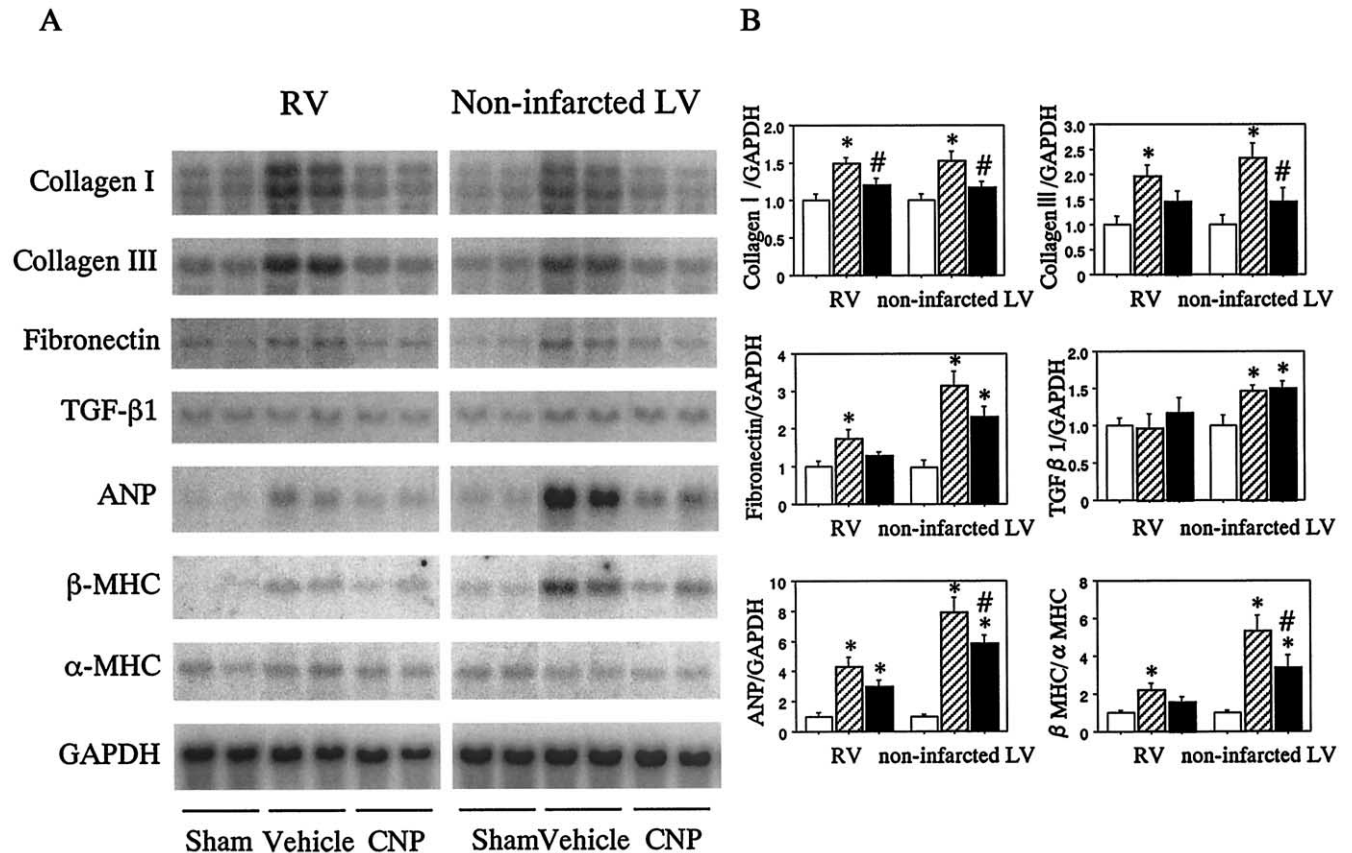 A
B
RV
Non-infarcted LV
Collagen I
Collagen III
Fibronectin
TGF-β1
ANP
β-MHC
α-MHC
GAPDH
Sham Vehicle CNP
Sham Vehicle CNP
Collagen I/GAPDH
2.0
1.5
1.0
0.5
0
*
#
*
#
RV non-infarcted LV
Collagen III/GAPDH
3.0
2.5
2.0
1.5
1.0
0.5
0
*
*
#
RV non-infarcted LV
Fibronectin/GAPDH
4
3
2
1
0
*
*
*
RV non-infarcted LV
TGFβ1/GAPDH
2.0
1.5
1.0
0.5
0
*
*
RV non-infarcted LV
ANP/GAPDH
10
8
6
4
2
0
*
*
*
#
*
RV non-infarcted LV
β MHC/α MHC
8
6
4
2
0
*
*
#
*
RV non-infarcted LV